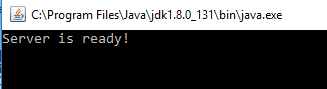 C:\Program Files\Java\jdk1.8.0_131\bin\java.exe
Server is ready!